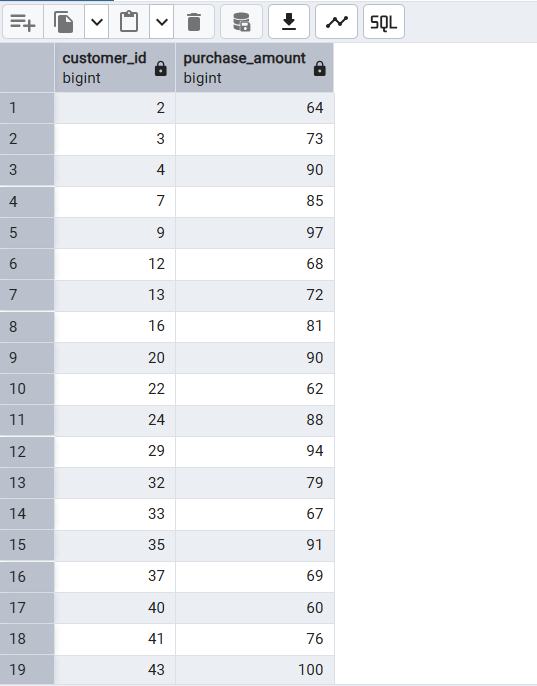 SQL
customer_id purchase_amount
bigint bigint
1 2 64
2 3 73
3 4 90
4 7 85
5 9 97
6 12 68
7 13 72
8 16 81
9 20 90
10 22 62
11 24 88
12 29 94
13 32 79
14 33 67
15 35 91
16 37 69
17 40 60
18 41 76
19 43 100